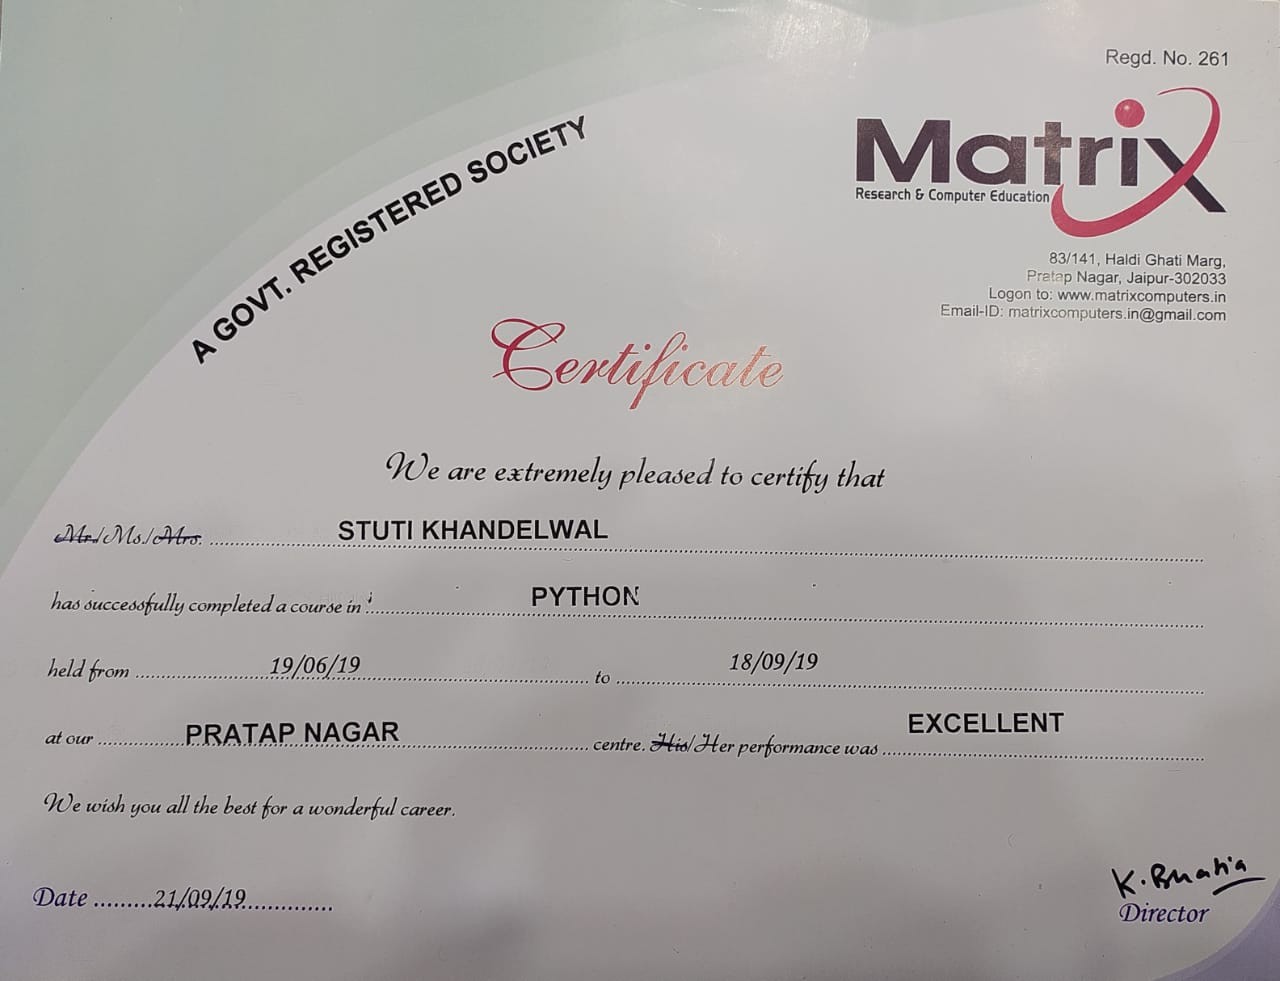 Regd. No. 261
Matrix
Research & Computer Education
83/141, Haldi Ghati Marg,
Pratap Nagar, Jaipur-302033
Logon to: www.matrixcomputers.in
Email-ID: matrixcomputers.in@gmail.com
A GOVT. REGISTERED SOCIETY
Certificate
We are extremely pleased to certify that
Mr./Ms./Mrs. STUTI KHANDELWAL
has successfully completed a course in PYTHON
held from 19/06/19 to 18/09/19
at our PRATAP NAGAR centre. His/Her performance was EXCELLENT
We wish you all the best for a wonderful career.
Date 21/09/19
K. Bhatia
Director